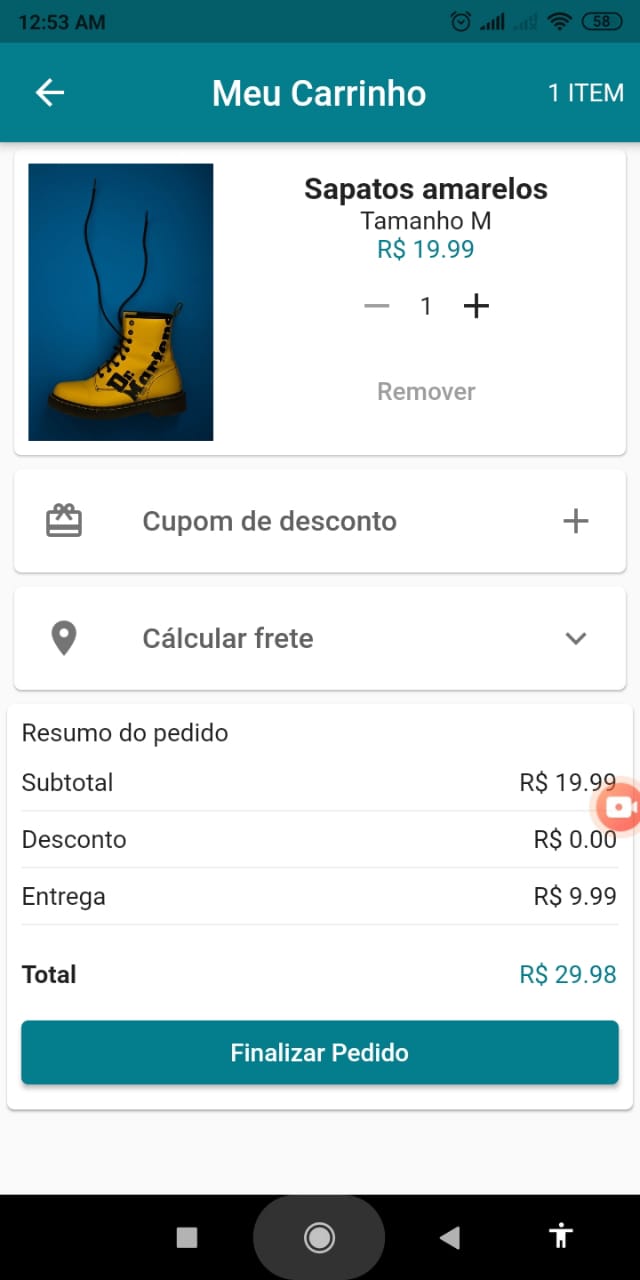 12:53 AM
58
Meu Carrinho
1 ITEM
Sapatos amarelos
Tamanho M
R$ 19.99
1
Remover
Dr.
Martens
Cupom de desconto
Cálcular frete
Resumo do pedido
Subtotal R$ 19.99
Desconto R$ 0.00
Entrega R$ 9.99
Total R$ 29.98
Finalizar Pedido